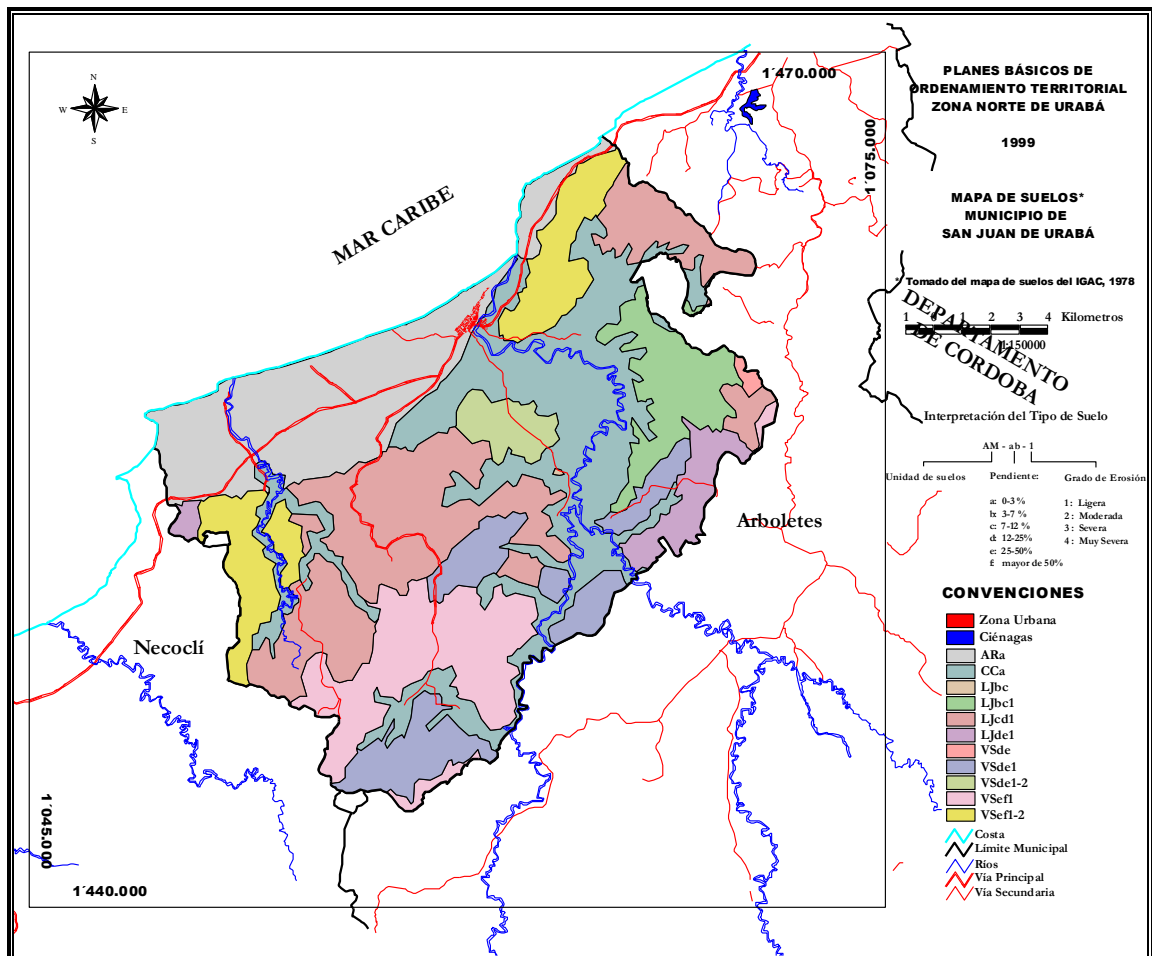 PLANES BÁSICOS DE
ORDENAMIENTO TERRITORIAL
ZONA NORTE DE URABÁ
1999
MAPA DE SUELOS*
MUNICIPIO DE
SAN JUAN DE URABÁ
* Tomado del mapa de suelos del IGAC, 1978
1 0 1 2 3 4 Kilometros
1:150000
DEPARTAMENTO
DE CORDOBA
N
W E
S
1´470.000
1´075.000
MAR CARIBE
Arboletes
Necoclí
1´045.000
1´440.000
Interpretación del Tipo de Suelo
AM - ab - 1
Unidad de suelos
Pendiente:
a: 0-3 %
b: 3-7 %
c: 7-12 %
d: 12-25%
e: 25-50%
f: mayor de 50%
Grado de Erosión
1 : Ligera
2 : Moderada
3 : Severa
4 : Muy Severa
CONVENCIONES
Zona Urbana
Ciénagas
ARa
CCa
LJbc
LJbc1
LJcd1
LJde1
VSde
VSde1
VSde1-2
VSef1
VSef1-2
Costa
Límite Municipal
Ríos
Vía Principal
Vía Secundaria